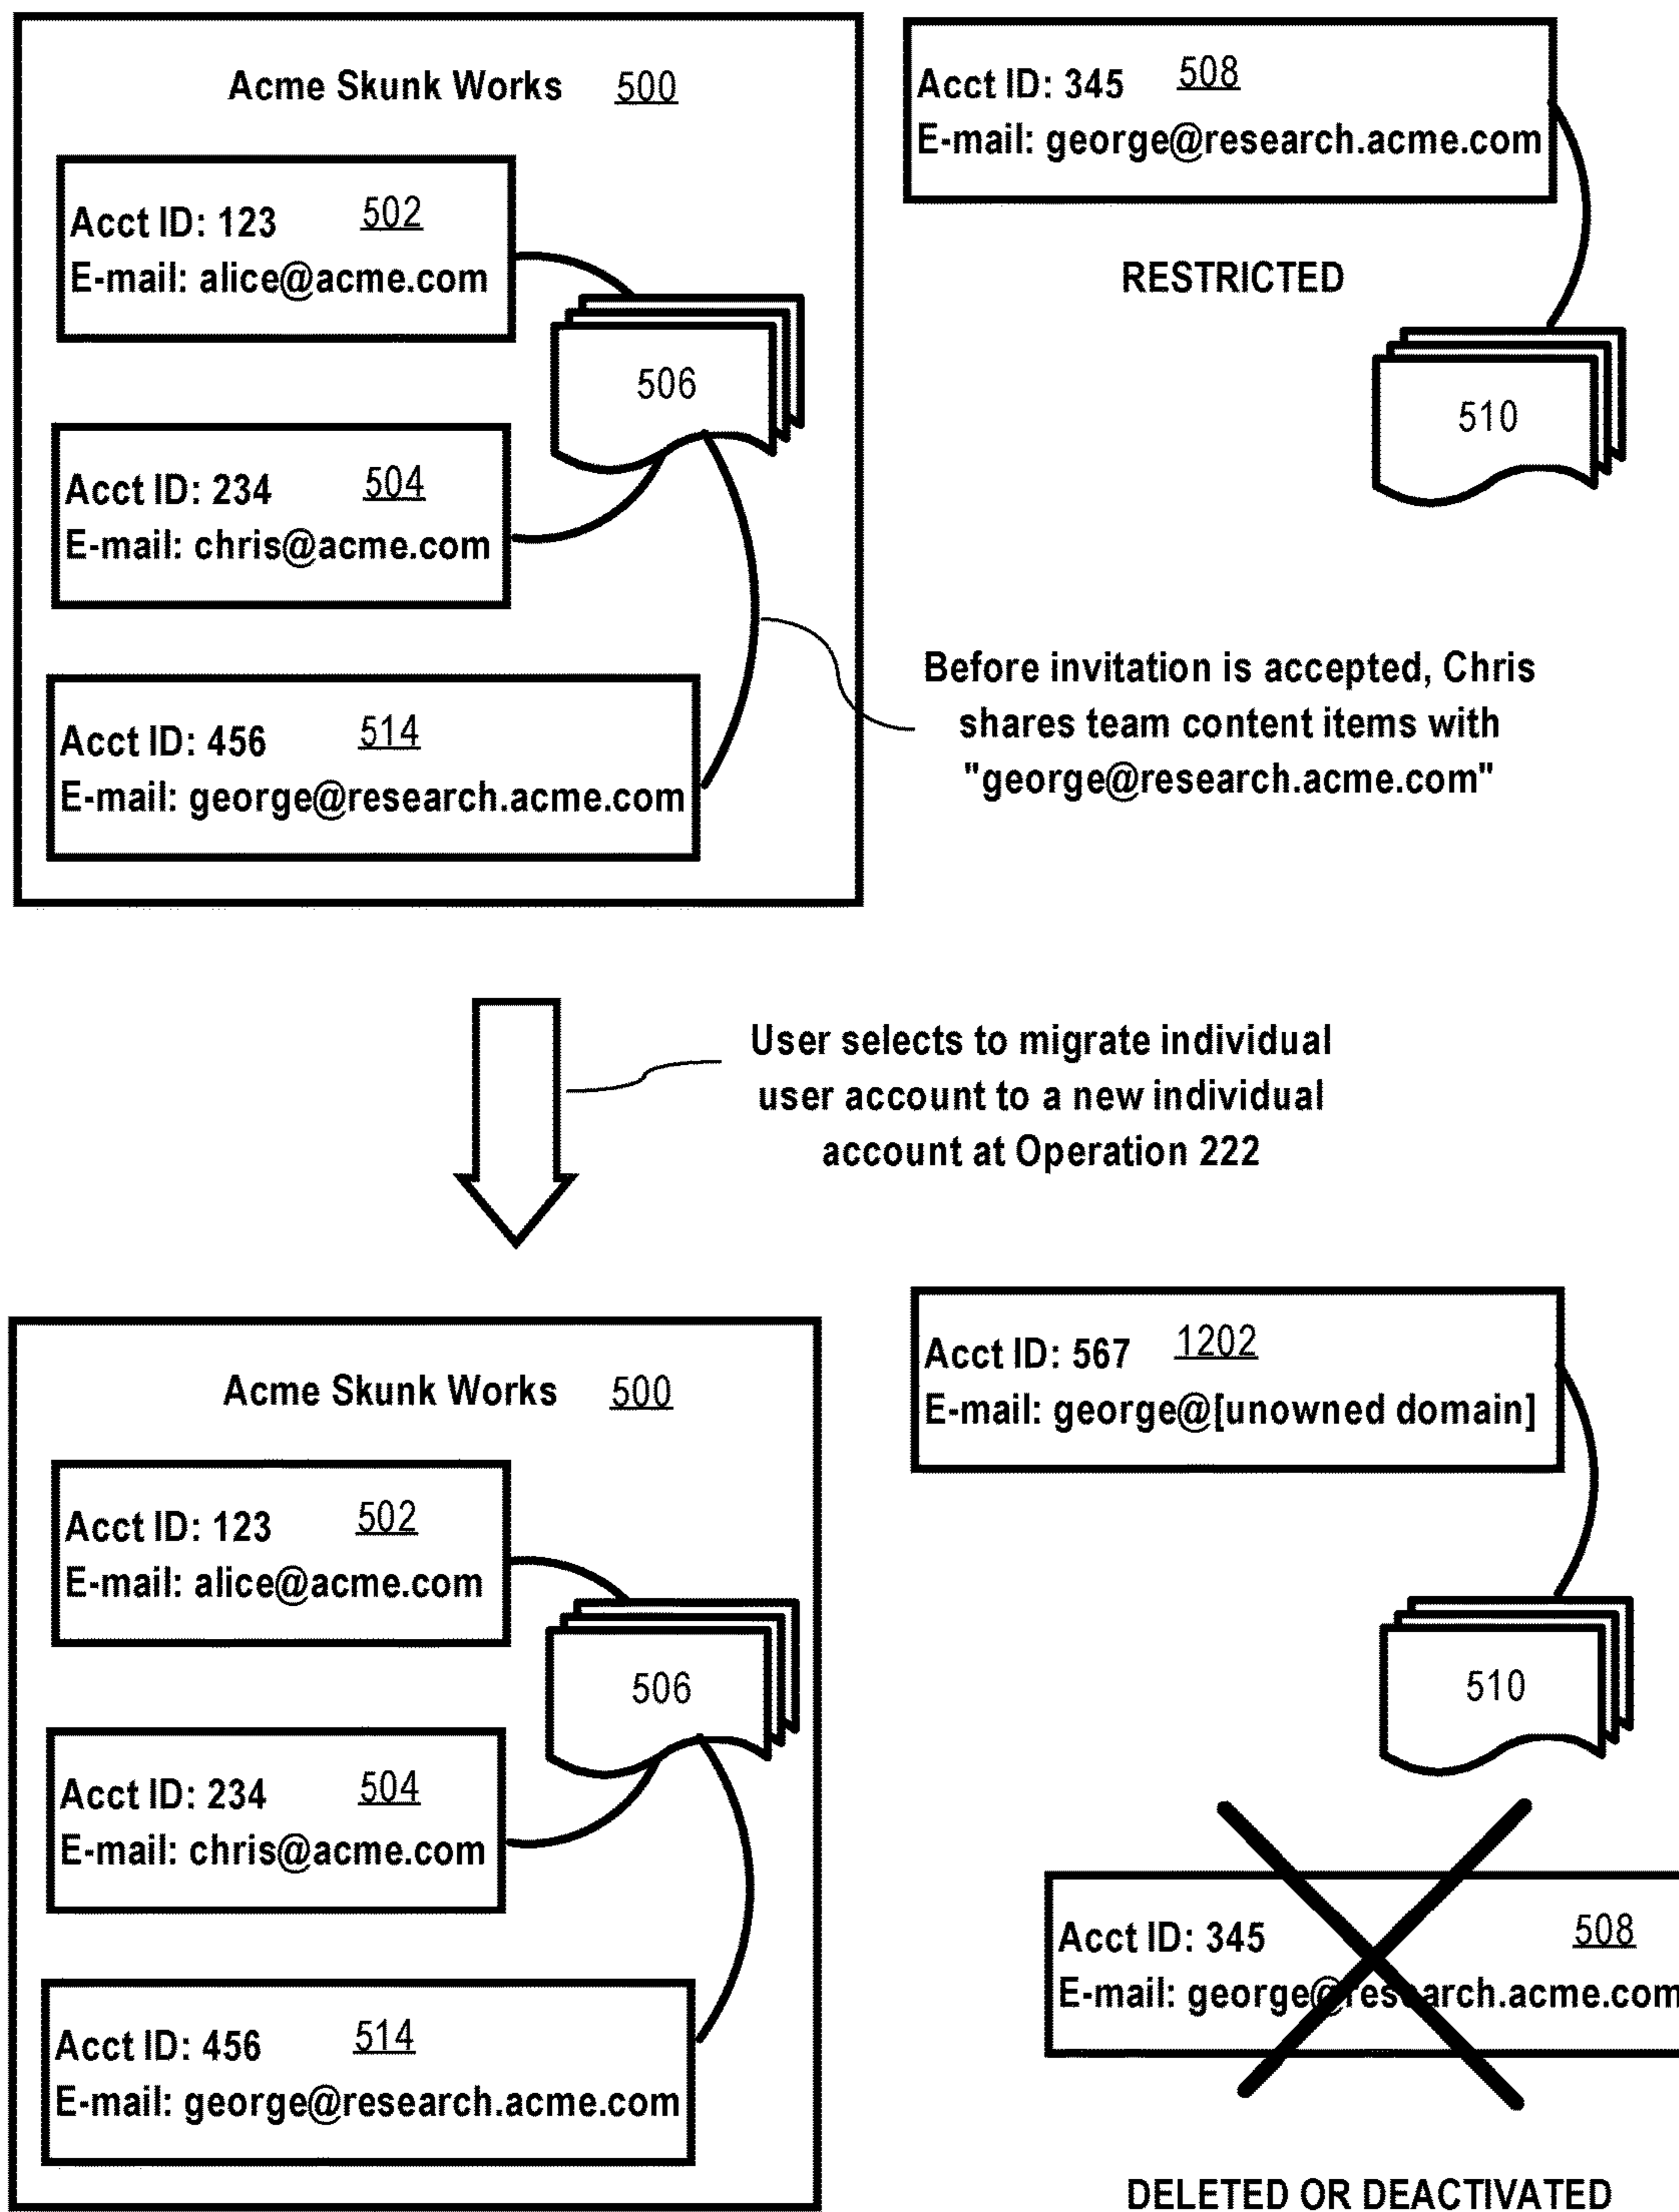 Acme Skunk Works 500
Acct ID: 123 502
E-mail: alice@acme.com
506
Acct ID: 234 504
E-mail: chris@acme.com
Acct ID: 456 514
E-mail: george@research.acme.com
Acct ID: 345 508
E-mail: george@research.acme.com
RESTRICTED
510
Before invitation is accepted, Chris
shares team content items with
"george@research.acme.com"
User selects to migrate individual
user account to a new individual
account at Operation 222
Acme Skunk Works 500
Acct ID: 123 502
E-mail: alice@acme.com
506
Acct ID: 234 504
E-mail: chris@acme.com
Acct ID: 456 514
E-mail: george@research.acme.com
Acct ID: 567 1202
E-mail: george@[unowned domain]
510
Acct ID: 345 508
E-mail: george@research.acme.com
DELETED OR DEACTIVATED